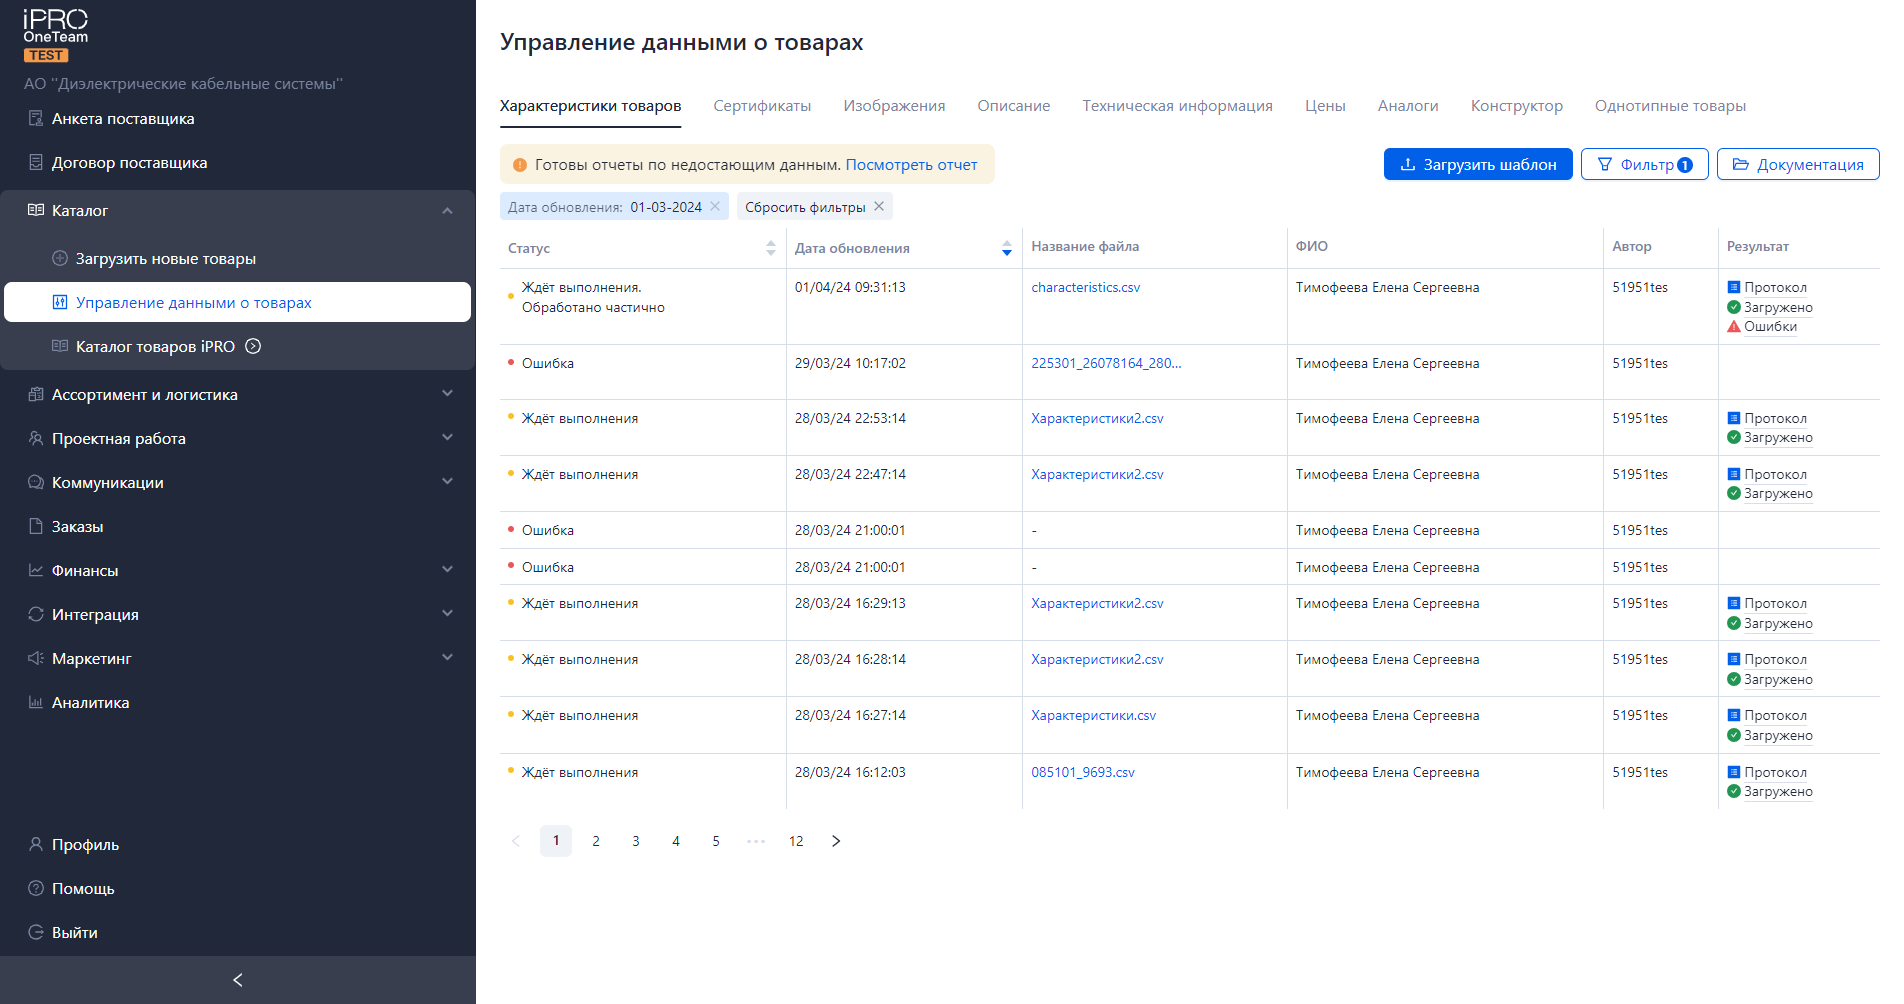 iPRO
OneTeam
TEST
АО "Диэлектрические кабельные системы"
Анкета поставщика
Договор поставщика
Каталог
Загрузить новые товары
Управление данными о товарах
Каталог товаров iPRO
Ассортимент и логистика
Проектная работа
Коммуникации
Заказы
Финансы
Интеграция
Маркетинг
Аналитика
Профиль
Помощь
Выйти
Управление данными о товарах
Характеристики товаров Сертификаты Изображения Описание Техническая информация Цены Аналоги Конструктор Однотипные товары
Готовы отчеты по недостающим данным. Посмотреть отчет
Загрузить шаблон Фильтр 1 Документация
Дата обновления: 01-03-2024 Сбросить фильтры
Статус Дата обновления Название файла ФИО Автор Результат
Ждёт выполнения. 01/04/24 09:31:13 characteristics.csv Тимофеева Елена Сергеевна 51951tes Протокол
Обработано частично Загружено
Ошибки
Ошибка 29/03/24 10:17:02 225301_26078164_280... Тимофеева Елена Сергеевна 51951tes
Ждёт выполнения 28/03/24 22:53:14 Характеристики2.csv Тимофеева Елена Сергеевна 51951tes Протокол
Загружено
Ждёт выполнения 28/03/24 22:47:14 Характеристики2.csv Тимофеева Елена Сергеевна 51951tes Протокол
Загружено
Ошибка 28/03/24 21:00:01 - Тимофеева Елена Сергеевна 51951tes
Ошибка 28/03/24 21:00:01 - Тимофеева Елена Сергеевна 51951tes
Ждёт выполнения 28/03/24 16:29:13 Характеристики2.csv Тимофеева Елена Сергеевна 51951tes Протокол
Загружено
Ждёт выполнения 28/03/24 16:28:14 Характеристики2.csv Тимофеева Елена Сергеевна 51951tes Протокол
Загружено
Ждёт выполнения 28/03/24 16:27:14 Характеристики.csv Тимофеева Елена Сергеевна 51951tes Протокол
Загружено
Ждёт выполнения 28/03/24 16:12:03 085101_9693.csv Тимофеева Елена Сергеевна 51951tes Протокол
Загружено
1 2 3 4 5 ••• 12